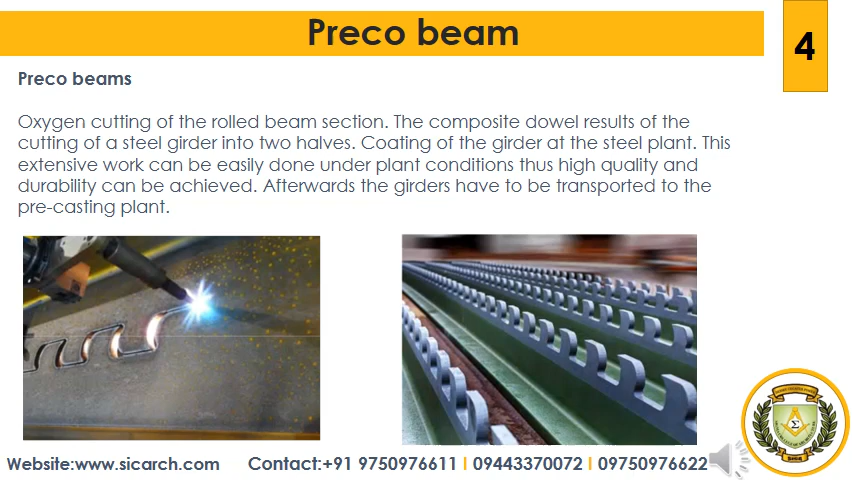 Preco beam
4
Preco beams
Oxygen cutting of the rolled beam section. The composite dowel results of the
cutting of a steel girder into two halves. Coating of the girder at the steel plant. This
extensive work can be easily done under plant conditions thus high quality and
durability can be achieved. Afterwards the girders have to be transported to the
pre-casting plant.
Website:www.sicarch.com Contact:+91 9750976611 I 09443370072 I 09750976622